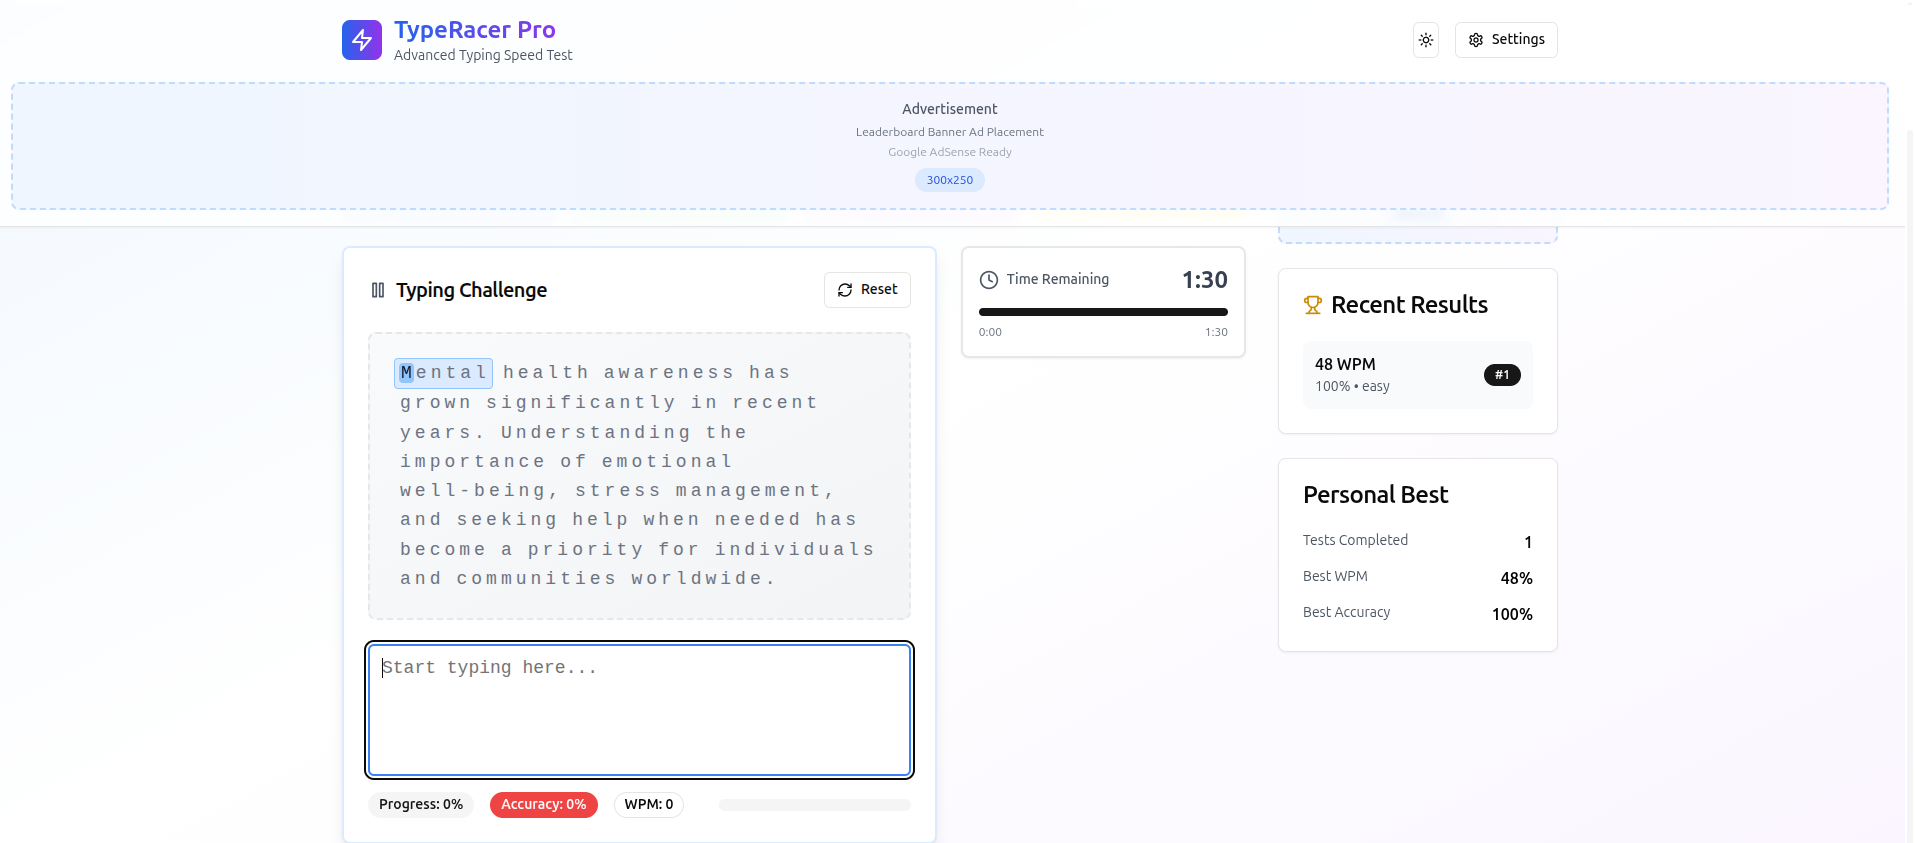 TypeRacer Pro
Advanced Typing Speed Test
Settings
Advertisement
Leaderboard Banner Ad Placement
Google AdSense Ready
300x250
Typing Challenge
Reset
Mental health awareness has
grown significantly in recent
years. Understanding the
importance of emotional
well-being, stress management,
and seeking help when needed has
become a priority for individuals
and communities worldwide.
Start typing here...
Progress: 0%
Accuracy: 0%
WPM: 0
Time Remaining
1:30
0:00
1:30
Recent Results
48 WPM
100% • easy
#1
Personal Best
Tests Completed
1
Best WPM
48%
Best Accuracy
100%